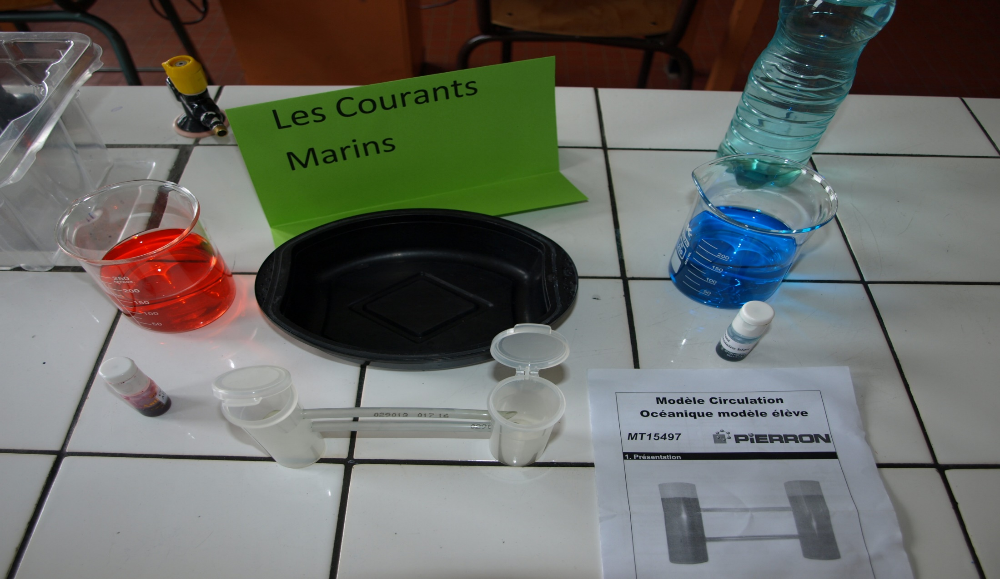 Les Courants
Marins
250
APPROX.
200
150
100
50
200
150
100
50
029013 017 16
Modèle Circulation
Océanique modèle élève
MT15497
PiERRON
1. Présentation